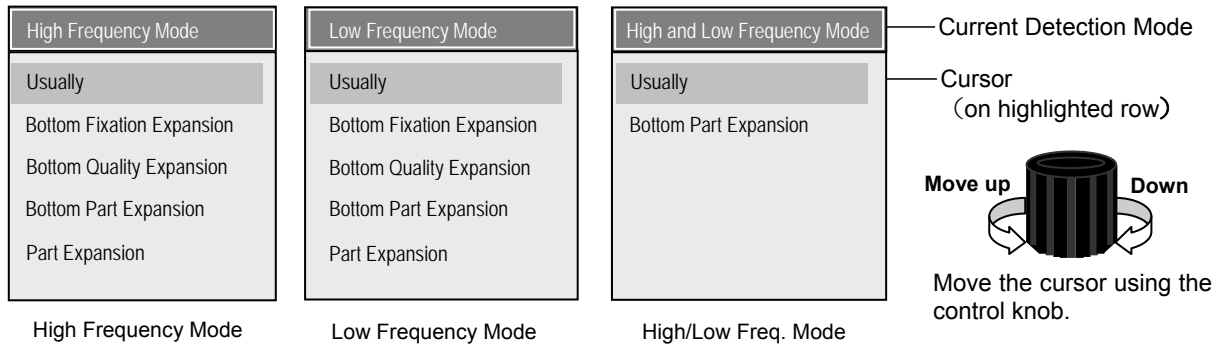 High Frequency Mode
Usually
Bottom Fixation Expansion
Bottom Quality Expansion
Bottom Part Expansion
Part Expansion
High Frequency Mode
Low Frequency Mode
Usually
Bottom Fixation Expansion
Bottom Quality Expansion
Bottom Part Expansion
Part Expansion
Low Frequency Mode
High and Low Frequency Mode
Usually
Bottom Part Expansion
High/Low Freq. Mode
Current Detection Mode
Cursor
（on highlighted row）
Move up
Down
Move the cursor using the
control knob.